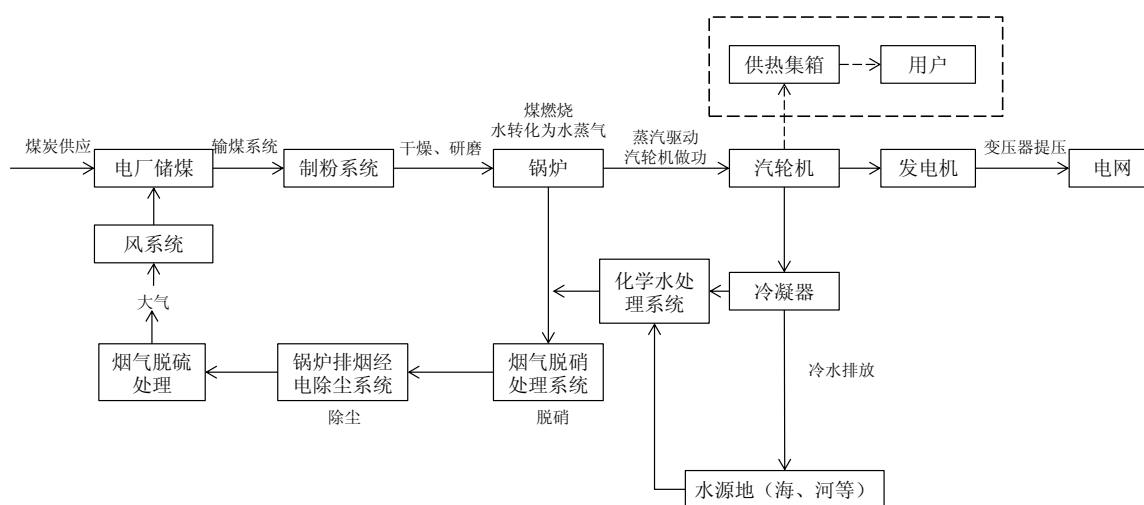 供热集箱
用户
煤炭供应
电厂储煤
输煤系统
制粉系统
干燥、研磨
煤燃烧
水转化为水蒸气
锅炉
蒸汽驱动
汽轮机做功
汽轮机
发电机
变压器提压
电网
风系统
大气
化学水处
理系统
冷凝器
烟气脱硫
处理
锅炉排烟经
电除尘系统
除尘
烟气脱硝
处理系统
脱硝
冷水排放
水源地（海、河等）